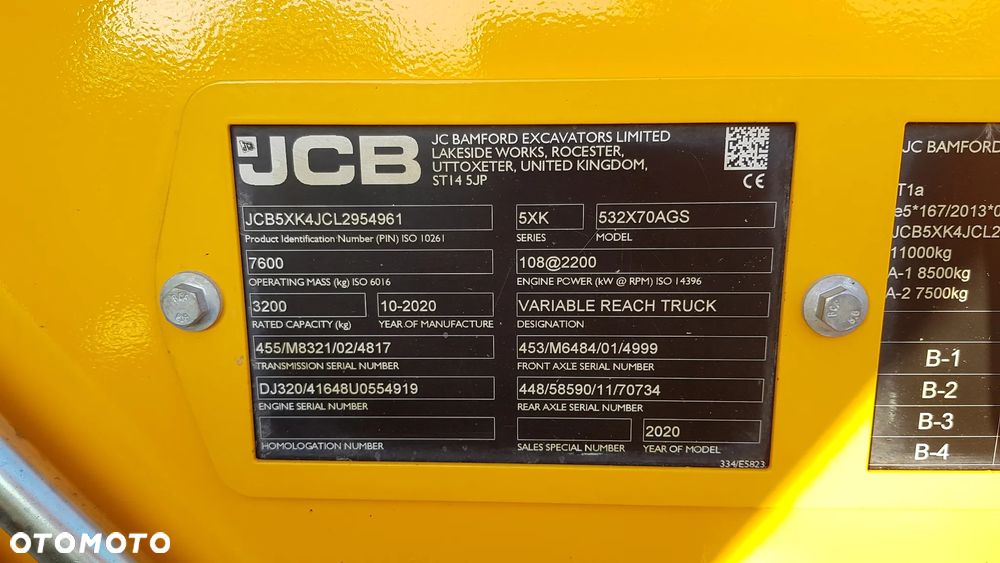 JCB
JC BAMFORD EXCAVATORS LIMITED
LAKESIDE WORKS, ROCESTER,
UTTOXETER, UNITED KINGDOM,
ST14 5JP
CE
JCB5XK4JCL2954961
5XK
532X70AGS
Product Identification Number (PIN) ISO 10261
SERIES
MODEL
7600
108@2200
OPERATING MASS (kg) ISO 6016
ENGINE POWER (kW @ RPM) ISO 14396
3200
10-2020
VARIABLE REACH TRUCK
RATED CAPACITY (kg)
YEAR OF MANUFACTURE
DESIGNATION
455/M8321/02/4817
453/M6484/01/4999
TRANSMISSION SERIAL NUMBER
FRONT AXLE SERIAL NUMBER
DJ320/41648U0554919
448/58590/11/70734
ENGINE SERIAL NUMBER
REAR AXLE SERIAL NUMBER
2020
HOMOLOGATION NUMBER
SALES SPECIAL NUMBER
YEAR OF MODEL
334/E5823
JC BAMFORD
T1a
e5*167/2013*0
JCB5XK4JCL2
11000kg
A-1 8500kg
A-2 7500kg
B-1
B-2
B-3
B-4
OTOMOTO